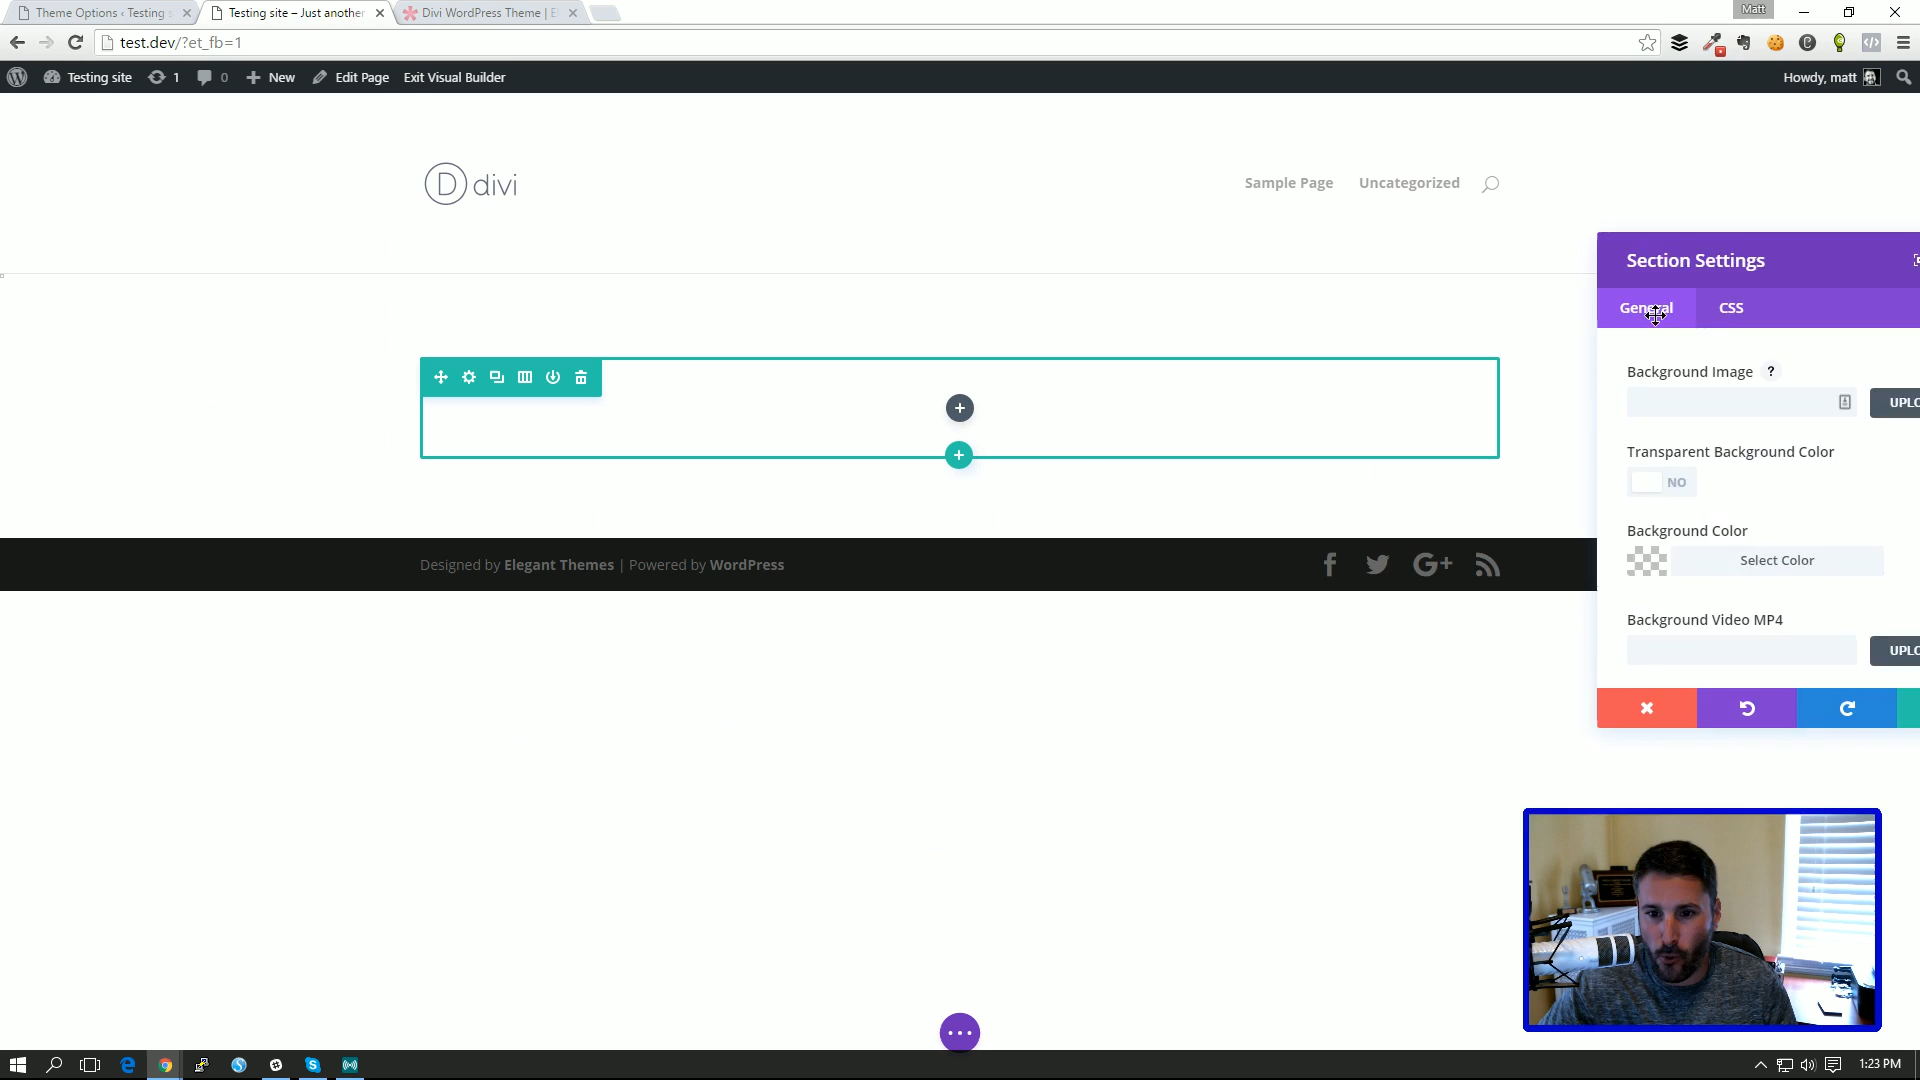 Theme Options ‹ Testing s
Testing site – Just another
Divi WordPress Theme | E
Matt
test.dev/?et_fb=1
Testing site
1
0
New
Edit Page
Exit Visual Builder
Howdy, matt
D divi
Sample Page
Uncategorized
Section Settings
General
CSS
Background Image ?
UPLO
Transparent Background Color
NO
Background Color
Select Color
Background Video MP4
UPLO
Designed by Elegant Themes | Powered by WordPress
1:23 PM